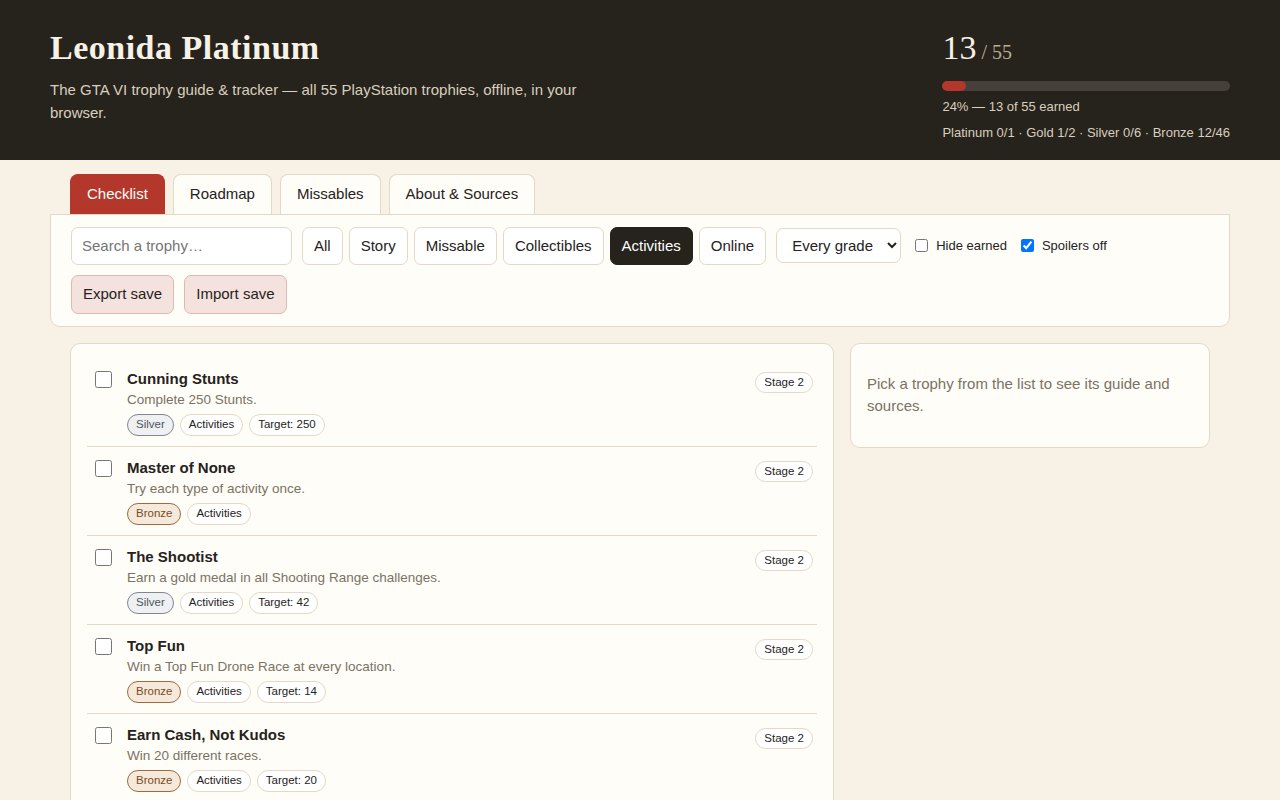 Leonida Platinum
The GTA VI trophy guide & tracker — all 55 PlayStation trophies, offline, in your
browser.
13 / 55
24% — 13 of 55 earned
Platinum 0/1 · Gold 1/2 · Silver 0/6 · Bronze 12/46
Checklist
Roadmap
Missables
About & Sources
Search a trophy…
All
Story
Missable
Collectibles
Activities
Online
Every grade
Hide earned
Spoilers off
Export save
Import save
Cunning Stunts
Stage 2
Complete 250 Stunts.
Silver
Activities
Target: 250
Master of None
Stage 2
Try each type of activity once.
Bronze
Activities
The Shootist
Stage 2
Earn a gold medal in all Shooting Range challenges.
Silver
Activities
Target: 42
Top Fun
Stage 2
Win a Top Fun Drone Race at every location.
Bronze
Activities
Target: 14
Earn Cash, Not Kudos
Stage 2
Win 20 different races.
Bronze
Activities
Target: 20
Pick a trophy from the list to see its guide and
sources.